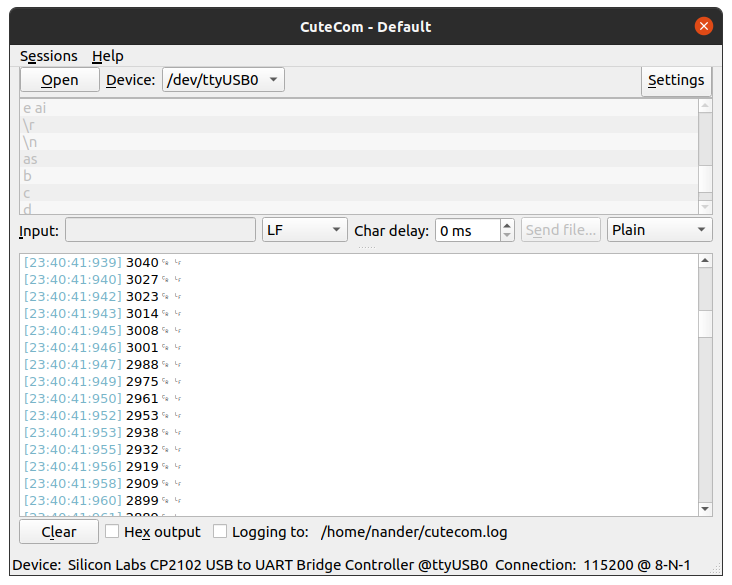 CuteCom - Default
Sessions Help
Open Device: /dev/ttyUSB0 Settings
e ai
\r
\n
as
b
c
d
Input: LF Char delay: 0 ms Send file... Plain
[23:40:41:939] 3040
[23:40:41:940] 3027
[23:40:41:942] 3023
[23:40:41:943] 3014
[23:40:41:945] 3008
[23:40:41:946] 3001
[23:40:41:947] 2988
[23:40:41:949] 2975
[23:40:41:950] 2961
[23:40:41:952] 2953
[23:40:41:953] 2938
[23:40:41:955] 2932
[23:40:41:956] 2919
[23:40:41:958] 2909
[23:40:41:960] 2899
Clear Hex output Logging to: /home/nander/cutecom.log
Device: Silicon Labs CP2102 USB to UART Bridge Controller @ttyUSB0 Connection: 115200 @ 8-N-1